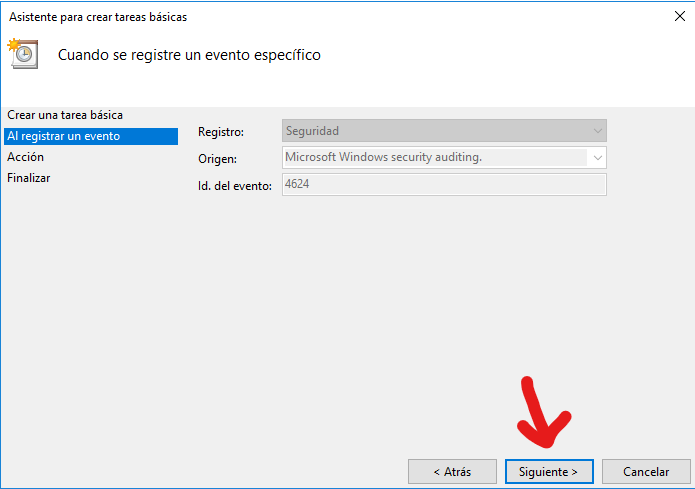 Asistente para crear tareas básicas
Cuando se registre un evento específico
Crear una tarea básica
Al registrar un evento
Acción
Finalizar
Registro: Seguridad
Origen: Microsoft Windows security auditing.
Id. del evento: 4624
< Atrás Siguiente > Cancelar